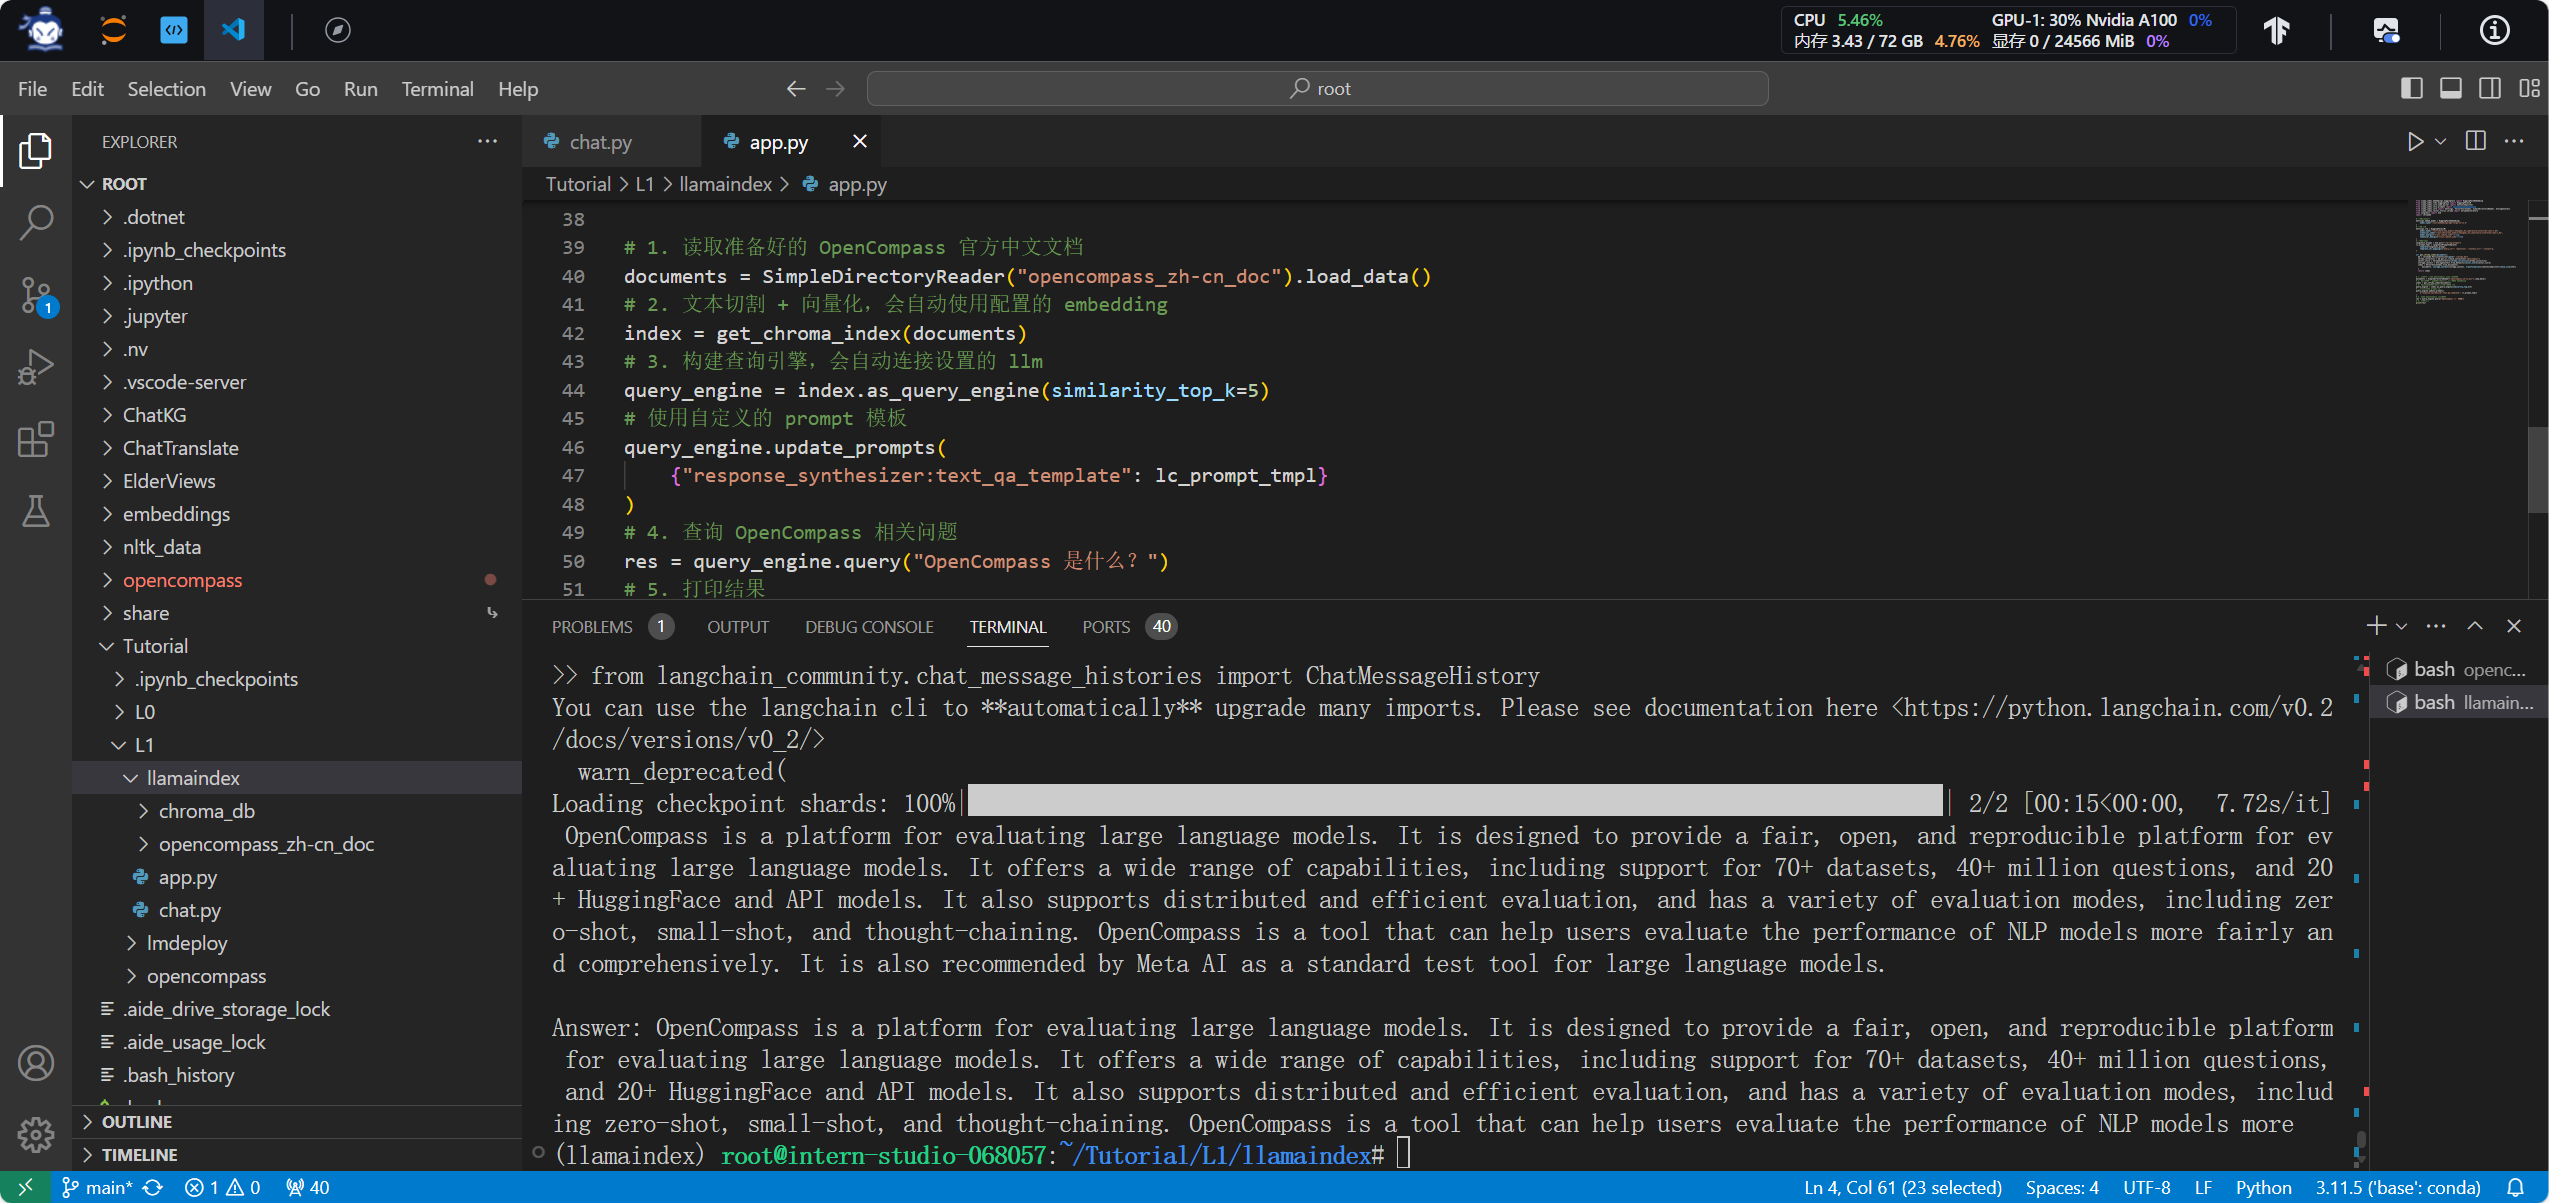 CPU 5.46% GPU-1: 30% Nvidia A100 0%
内存 3.43 / 72 GB 4.76% 显存 0 / 24566 MiB 0%
File Edit Selection View Go Run Terminal Help
root
EXPLORER
ROOT
.dotnet
.ipynb_checkpoints
.ipython
.jupyter
.nv
.vscode-server
ChatKG
ChatTranslate
ElderViews
embeddings
nltk_data
opencompass
share
Tutorial
.ipynb_checkpoints
L0
L1
llamaindex
chroma_db
opencompass_zh-cn_doc
app.py
chat.py
lmdeploy
opencompass
.aide_drive_storage_lock
.aide_usage_lock
.bash_history
OUTLINE
TIMELINE
1
chat.py
app.py
Tutorial > L1 > llamaindex > app.py
38
39 # 1. 读取准备好的 OpenCompass 官方中文文档
40 documents = SimpleDirectoryReader("opencompass_zh-cn_doc").load_data()
41 # 2. 文本切割 + 向量化，会自动使用配置的 embedding
42 index = get_chroma_index(documents)
43 # 3. 构建查询引擎，会自动连接设置的 llm
44 query_engine = index.as_query_engine(similarity_top_k=5)
45 # 使用自定义的 prompt 模板
46 query_engine.update_prompts(
47 {"response_synthesizer:text_qa_template": lc_prompt_tmpl}
48 )
49 # 4. 查询 OpenCompass 相关问题
50 res = query_engine.query("OpenCompass 是什么？")
51 # 5. 打印结果
PROBLEMS 1 OUTPUT DEBUG CONSOLE TERMINAL PORTS 40
>> from langchain_community.chat_message_histories import ChatMessageHistory
You can use the langchain cli to **automatically** upgrade many imports. Please see documentation here <https://python.langchain.com/v0.2
/docs/versions/v0_2/>
warn_deprecated(
Loading checkpoint shards: 100%| | 2/2 [00:15<00:00, 7.72s/it]
OpenCompass is a platform for evaluating large language models. It is designed to provide a fair, open, and reproducible platform for ev
aluating large language models. It offers a wide range of capabilities, including support for 70+ datasets, 40+ million questions, and 20
+ HuggingFace and API models. It also supports distributed and efficient evaluation, and has a variety of evaluation modes, including zer
o-shot, small-shot, and thought-chaining. OpenCompass is a tool that can help users evaluate the performance of NLP models more fairly an
d comprehensively. It is also recommended by Meta AI as a standard test tool for large language models.
Answer: OpenCompass is a platform for evaluating large language models. It is designed to provide a fair, open, and reproducible platform
for evaluating large language models. It offers a wide range of capabilities, including support for 70+ datasets, 40+ million questions,
and 20+ HuggingFace and API models. It also supports distributed and efficient evaluation, and has a variety of evaluation modes, includ
ing zero-shot, small-shot, and thought-chaining. OpenCompass is a tool that can help users evaluate the performance of NLP models more
(llamaindex) root@intern-studio-068057:~/Tutorial/L1/llamaindex#
bash openc...
bash llamain...
main* 1 0 40
Ln 4, Col 61 (23 selected) Spaces: 4 UTF-8 LF Python 3.11.5 ('base': conda)